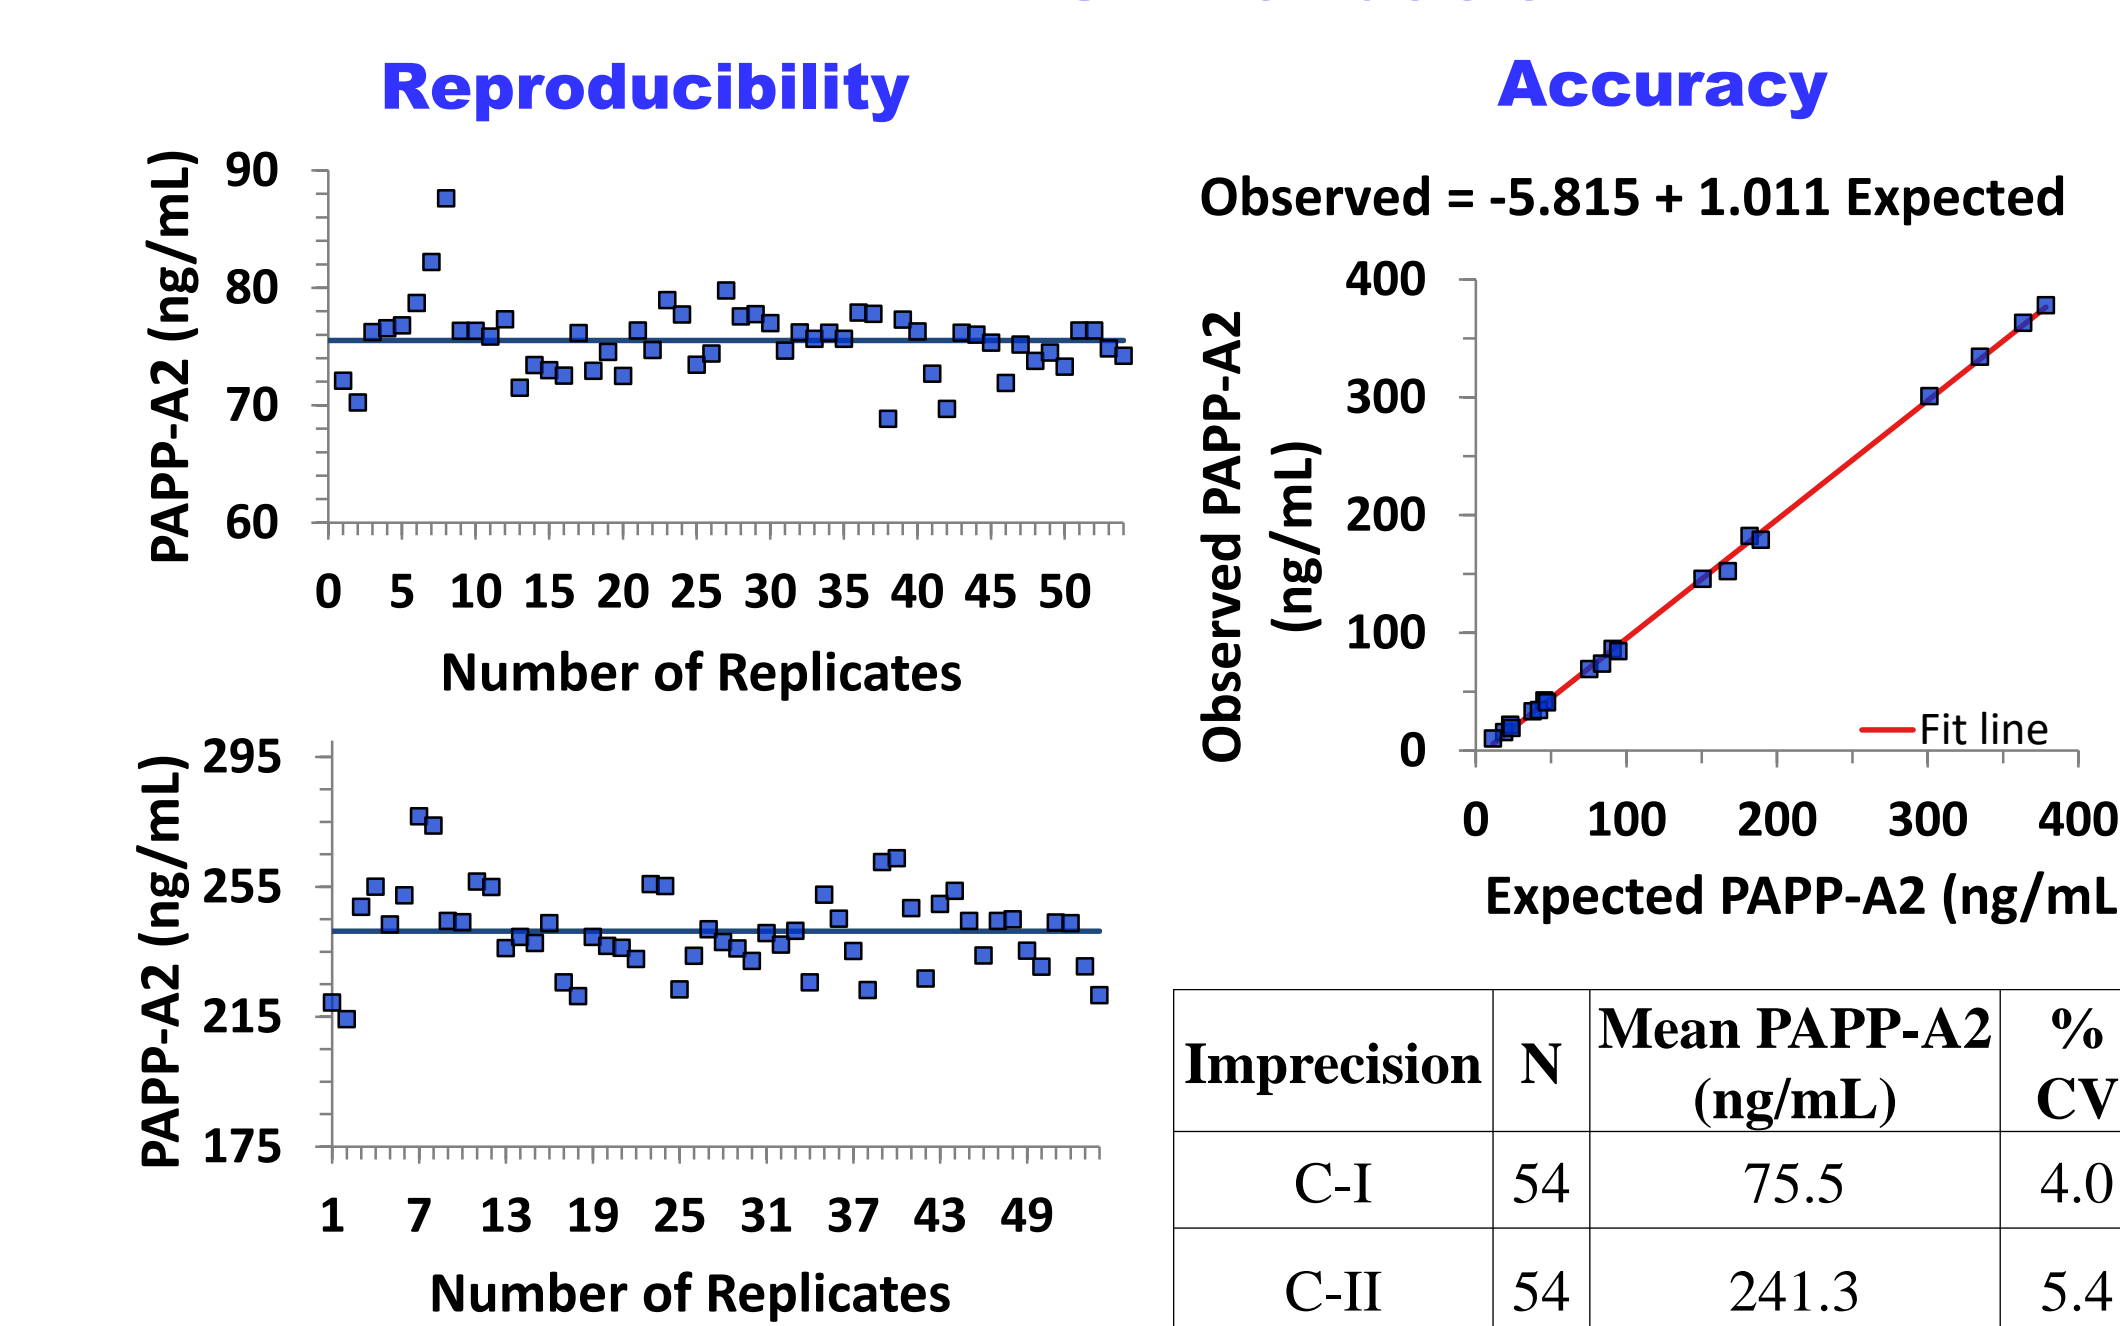 Reproducibility
PAPP-A2 (ng/mL)
90
80
70
60
0 5 10 15 20 25 30 35 40 45 50
Number of Replicates
PAPP-A2 (ng/mL)
295
255
215
175
1 7 13 19 25 31 37 43 49
Number of Replicates
Accuracy
Observed = -5.815 + 1.011 Expected
Observed PAPP-A2
(ng/mL)
400
300
200
100
0
Fit line
0 100 200 300 400
Expected PAPP-A2 (ng/mL
Imprecision N Mean PAPP-A2 (ng/mL) % CV
C-I 54 75.5 4.0
C-II 54 241.3 5.4